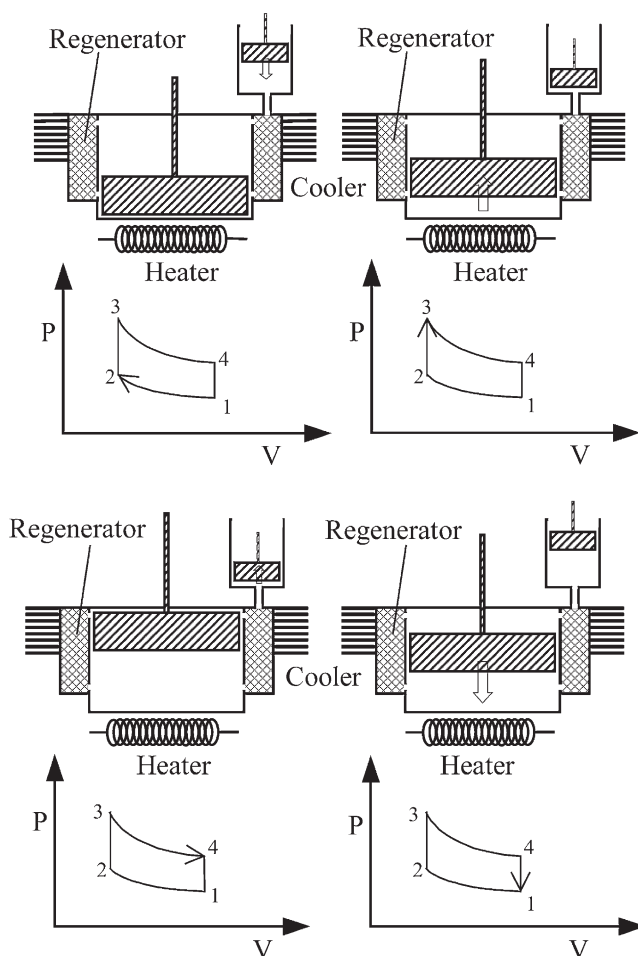 Regenerator
Regenerator
Cooler
Heater
Heater
P
3
2
4
1
V
P
3
2
4
1
V
Regenerator
Regenerator
Cooler
Heater
Heater
P
3
2
4
1
V
P
3
2
4
1
V